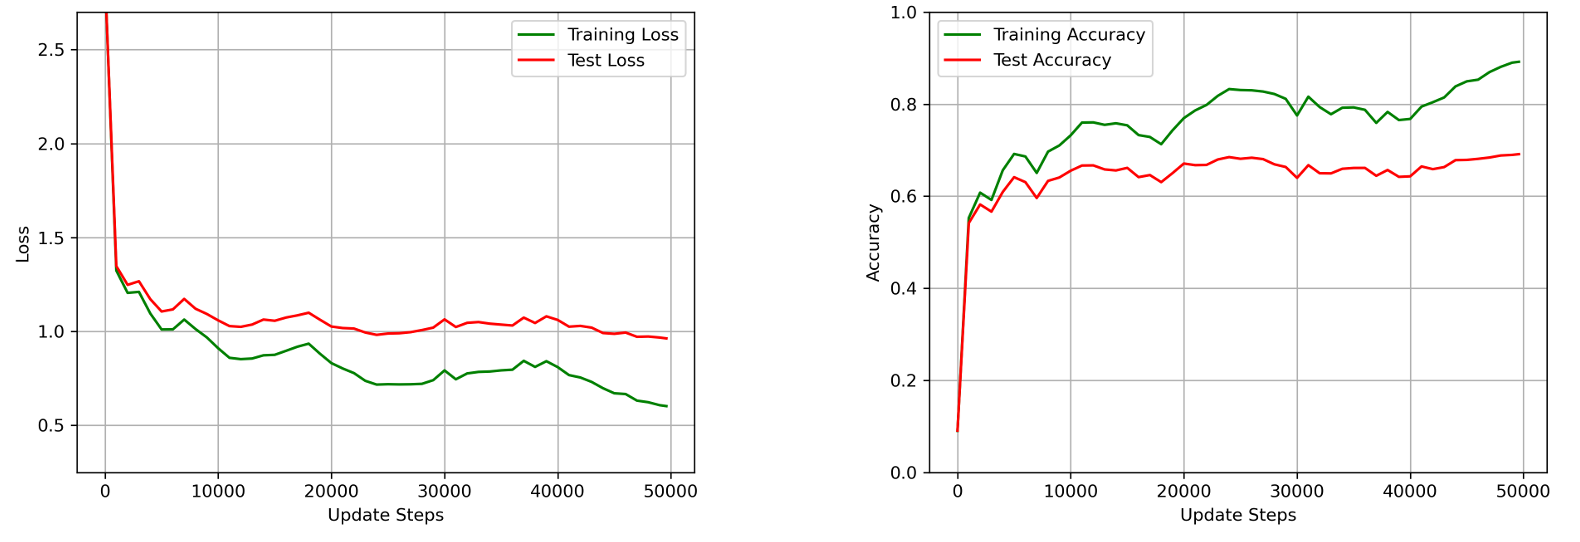 Training Loss
Test Loss
2.5
2.0
1.5
1.0
0.5
Loss
0 10000 20000 30000 40000 50000
Update Steps
Training Accuracy
Test Accuracy
1.0
0.8
0.6
0.4
0.2
0.0
Accuracy
0 10000 20000 30000 40000 50000
Update Steps